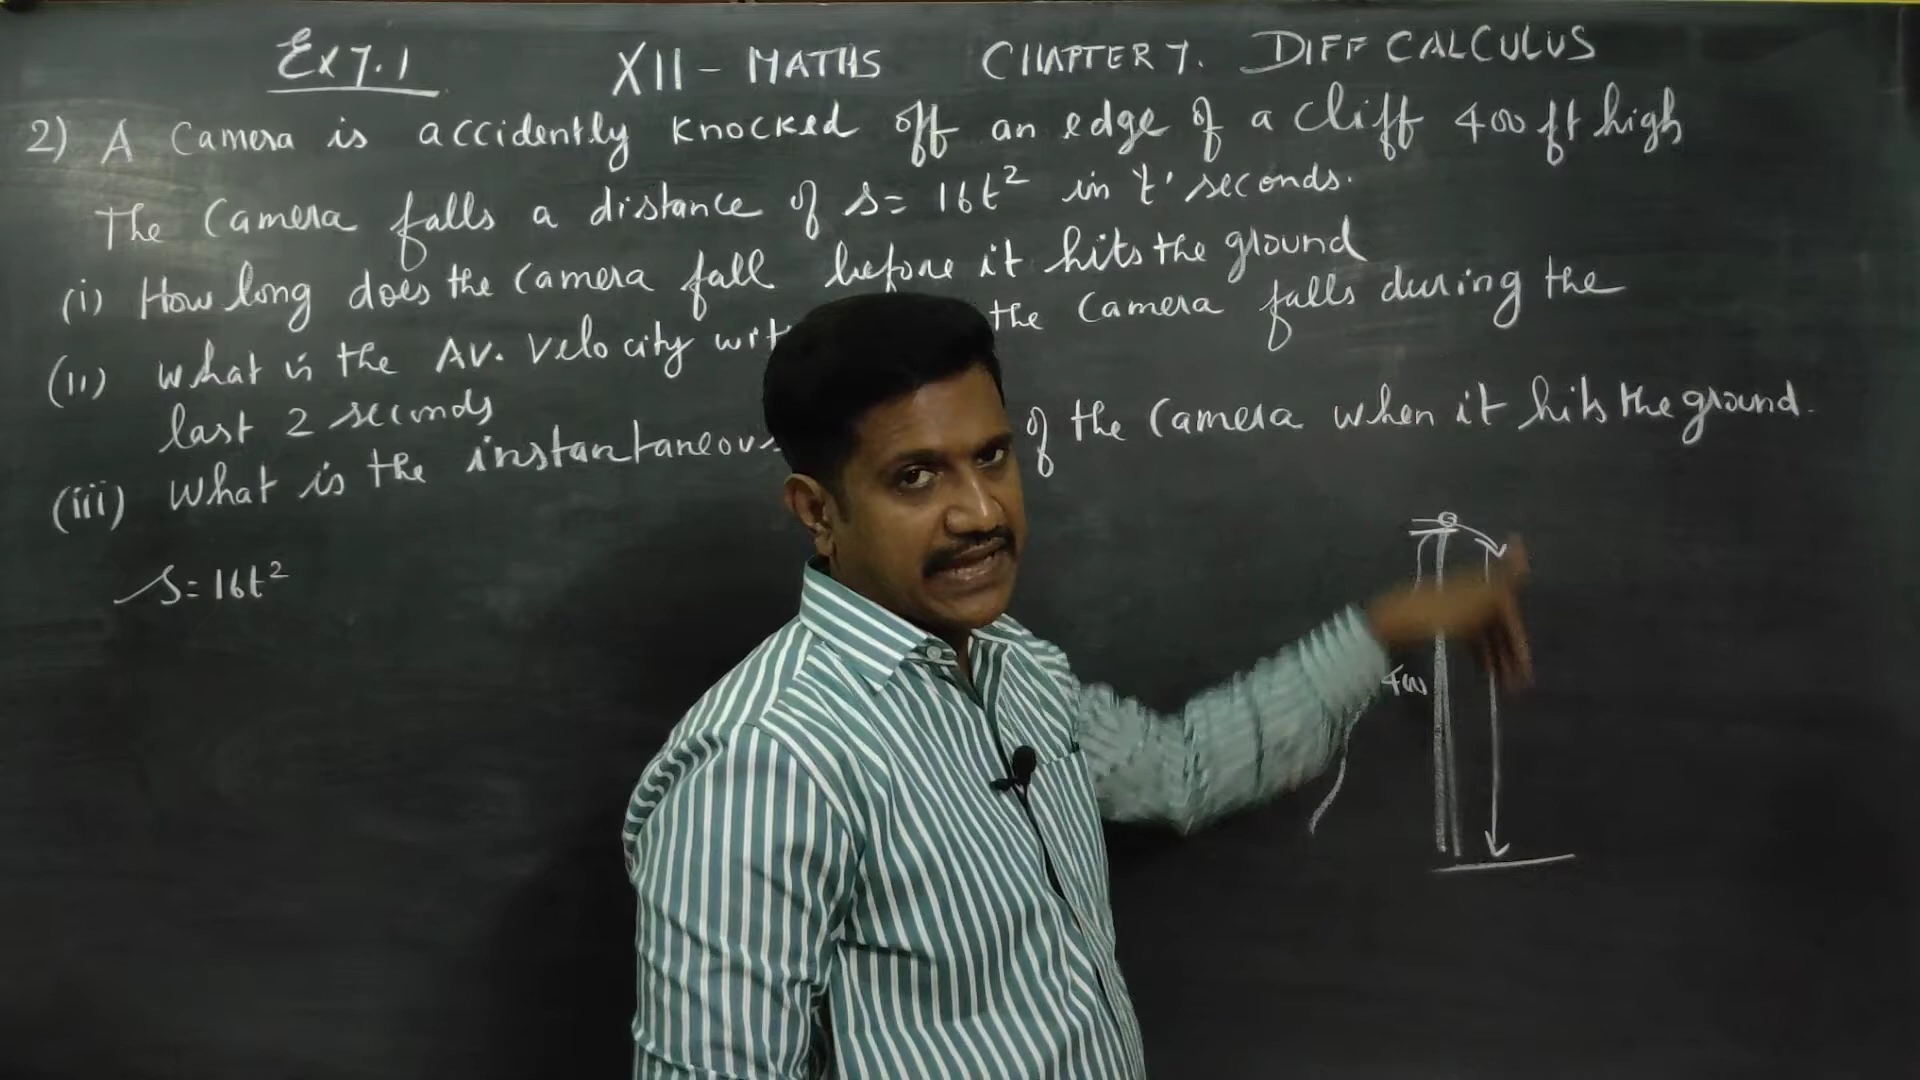 Ex 7.1 XII - MATHS CHAPTER 7. DIFF CALCULUS
2) A Camera is accidently knocked off an edge of a cliff 400 ft high
The Camera falls a distance of s= 16t² in 't' seconds.
(i) How long does the camera fall before it hits the ground
(ii) what is the AV. velocity wit the Camera falls during the
last 2 seconds
(iii) What is the instantaneous of the Camera when it hits the ground.
s= 16t²
400